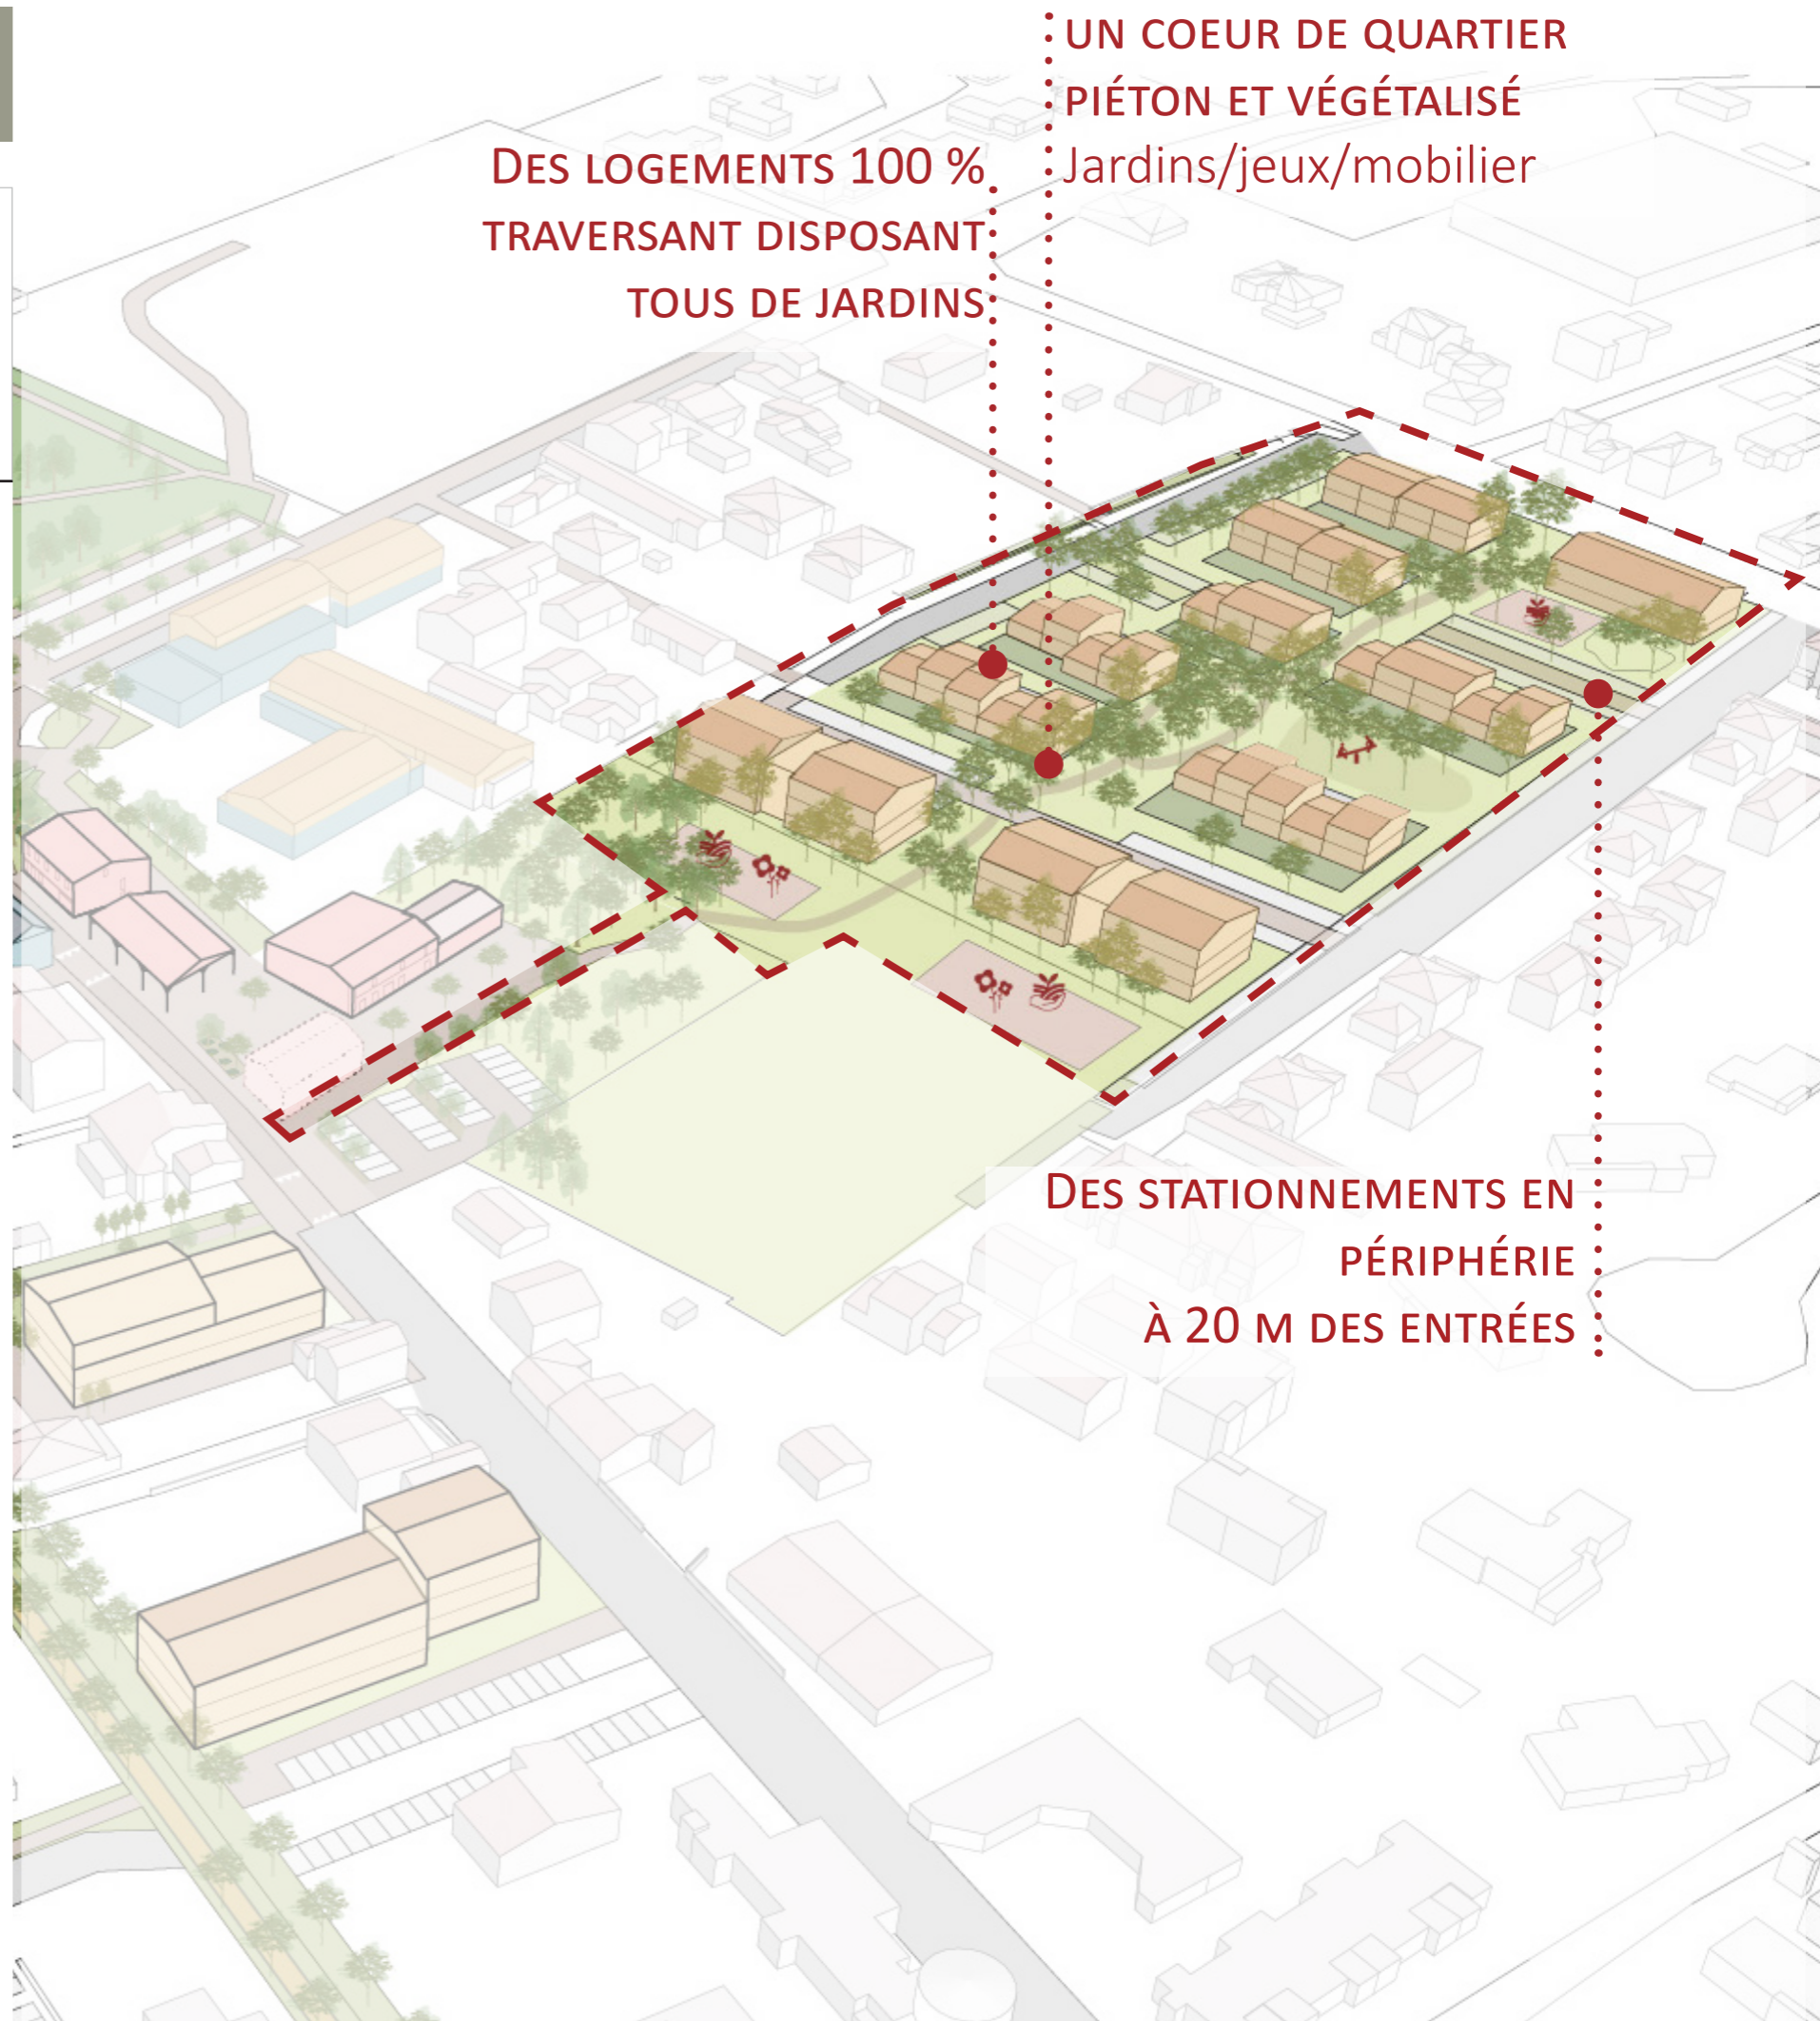 UN COEUR DE QUARTIER
PIÉTON ET VÉGÉTALISÉ
Jardins/jeux/mobilier
DES LOGEMENTS 100 %
TRAVERSANT DISPOSANT
TOUS DE JARDINS
DES STATIONNEMENTS EN
PÉRIPHÉRIE
À 20 M DES ENTRÉES